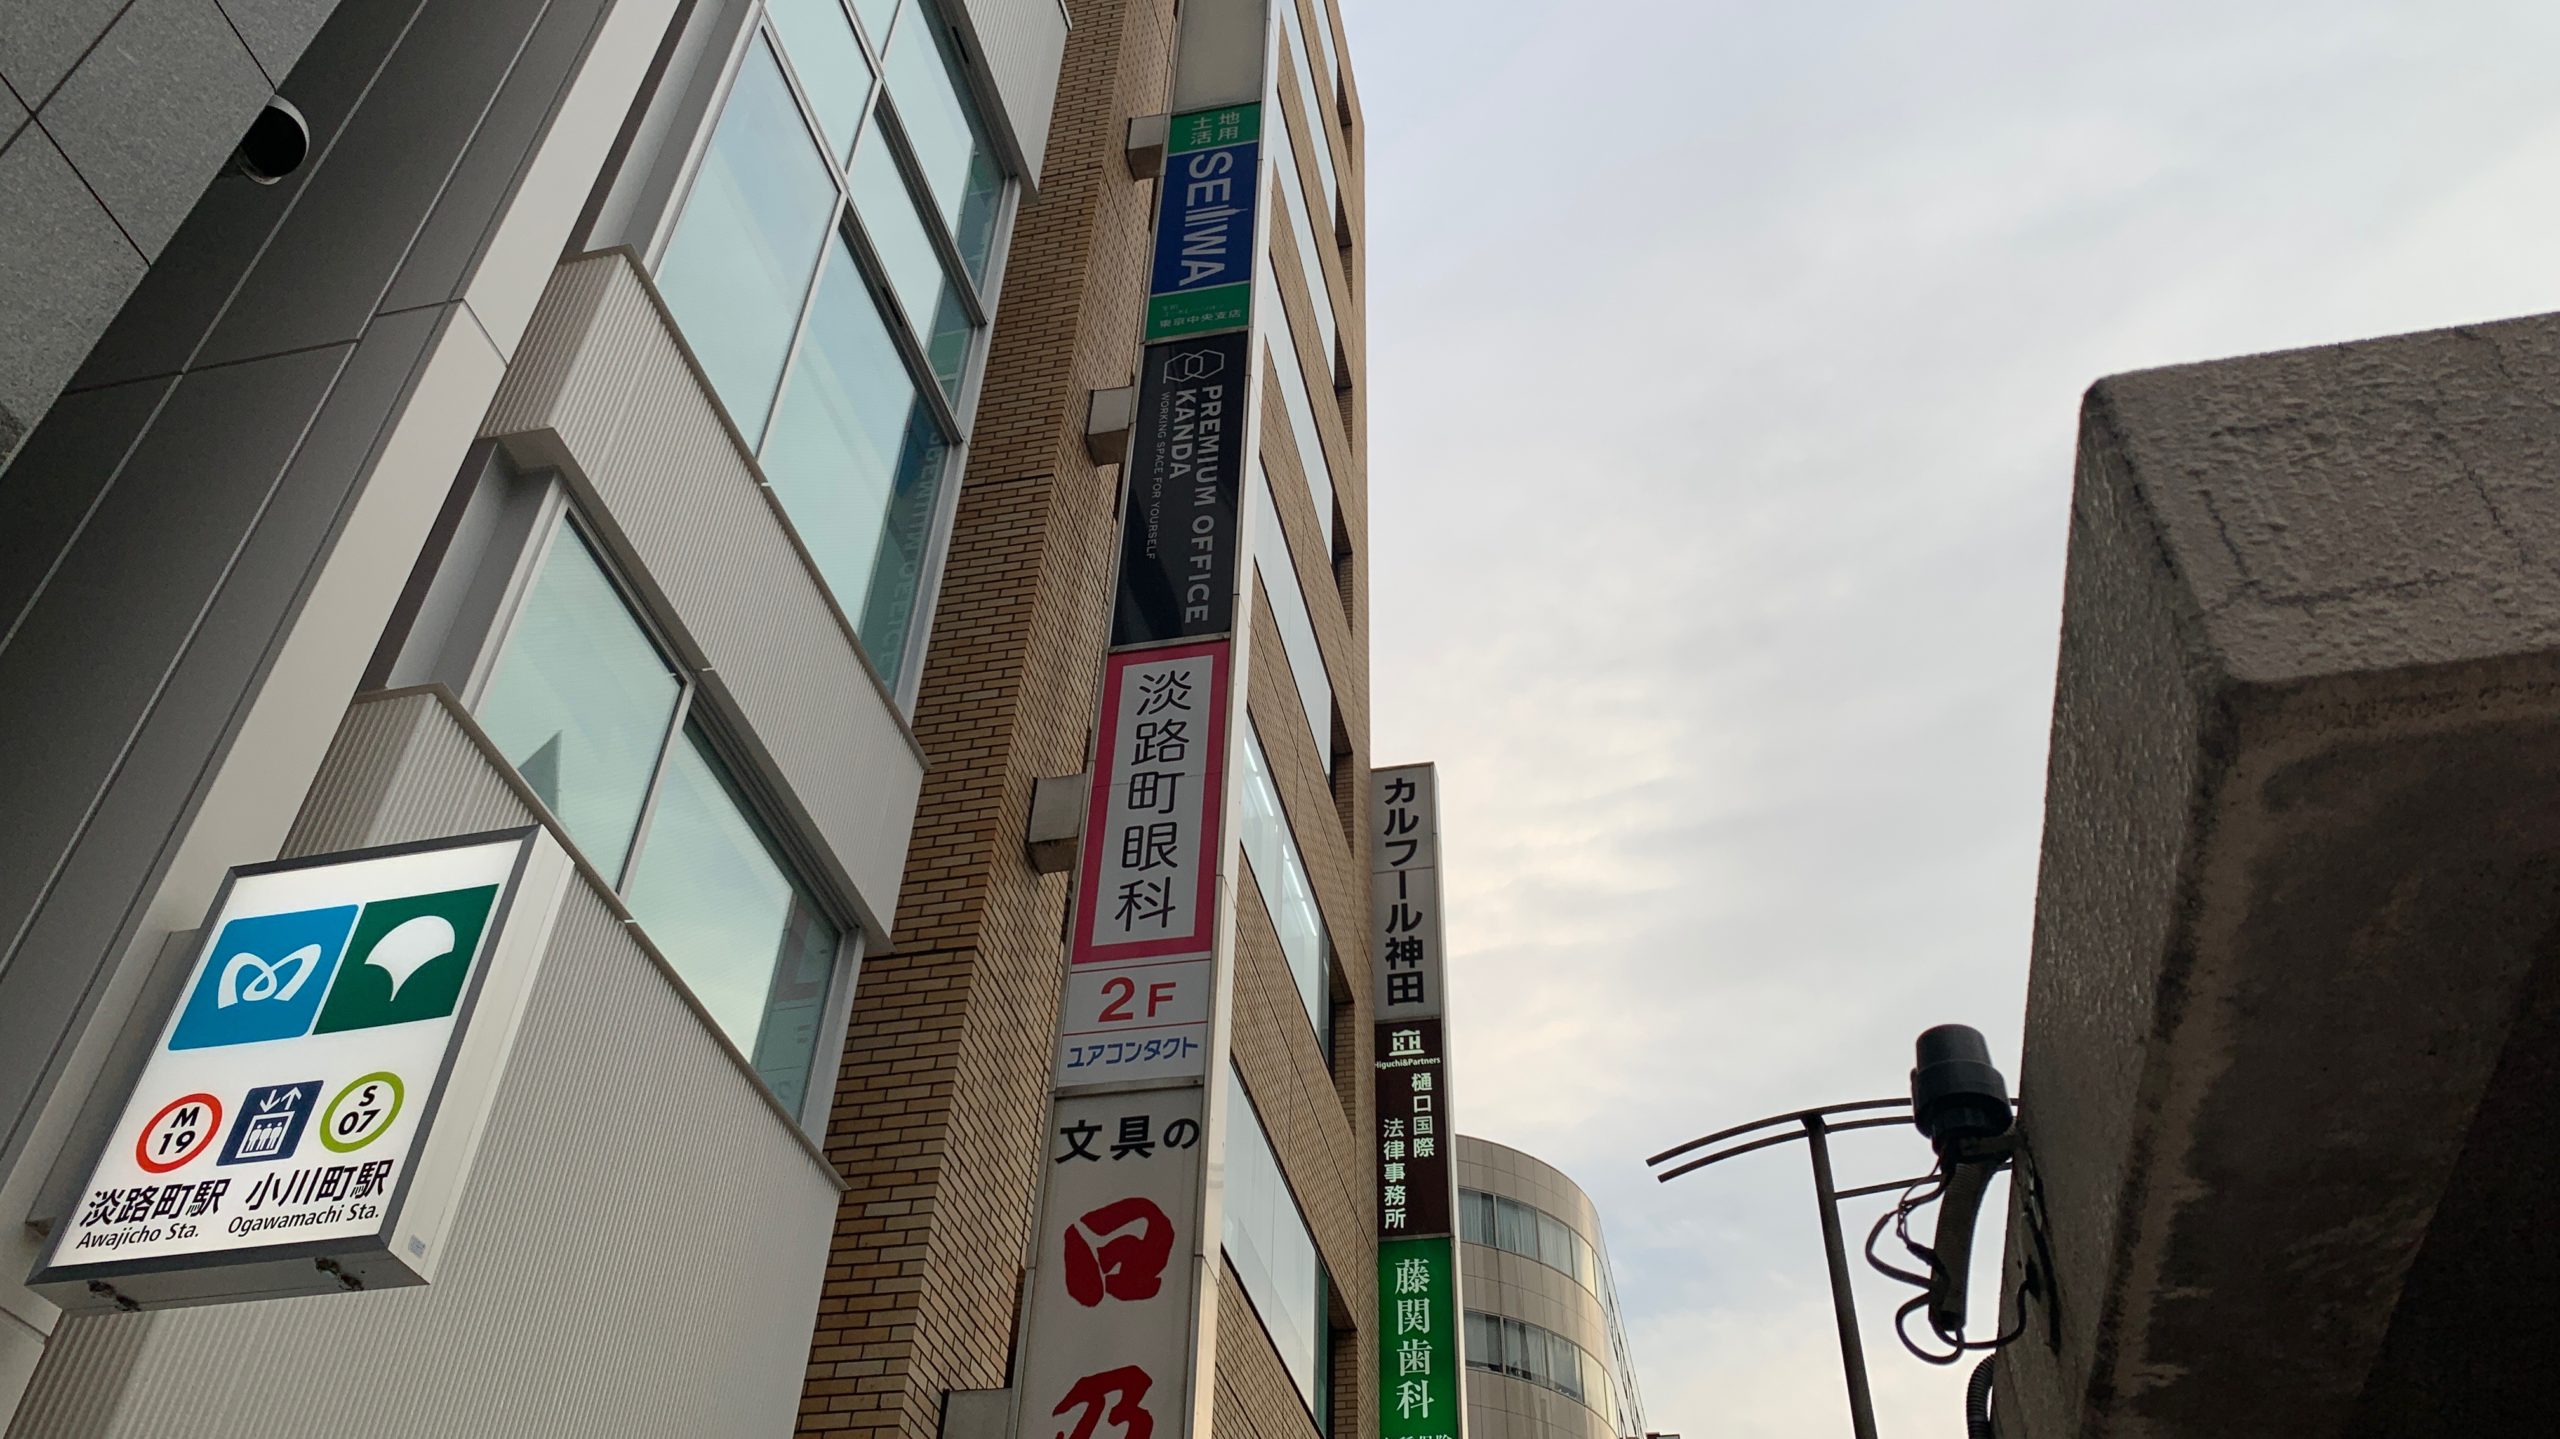 M
19
S
07
淡路町駅
Awajicho Sta.
小川町駅
Ogawamachi Sta.
土地
活用
SEIWA
東京中央支店
PREMIUM OFFICE
KANDA
WORKING SPACE FOR YOURSELF
淡路町眼科
2F
ユアコンタクト
文具の
カルフール神田
Higuchi&Partners
樋口国際
法律事務所
藤関歯科